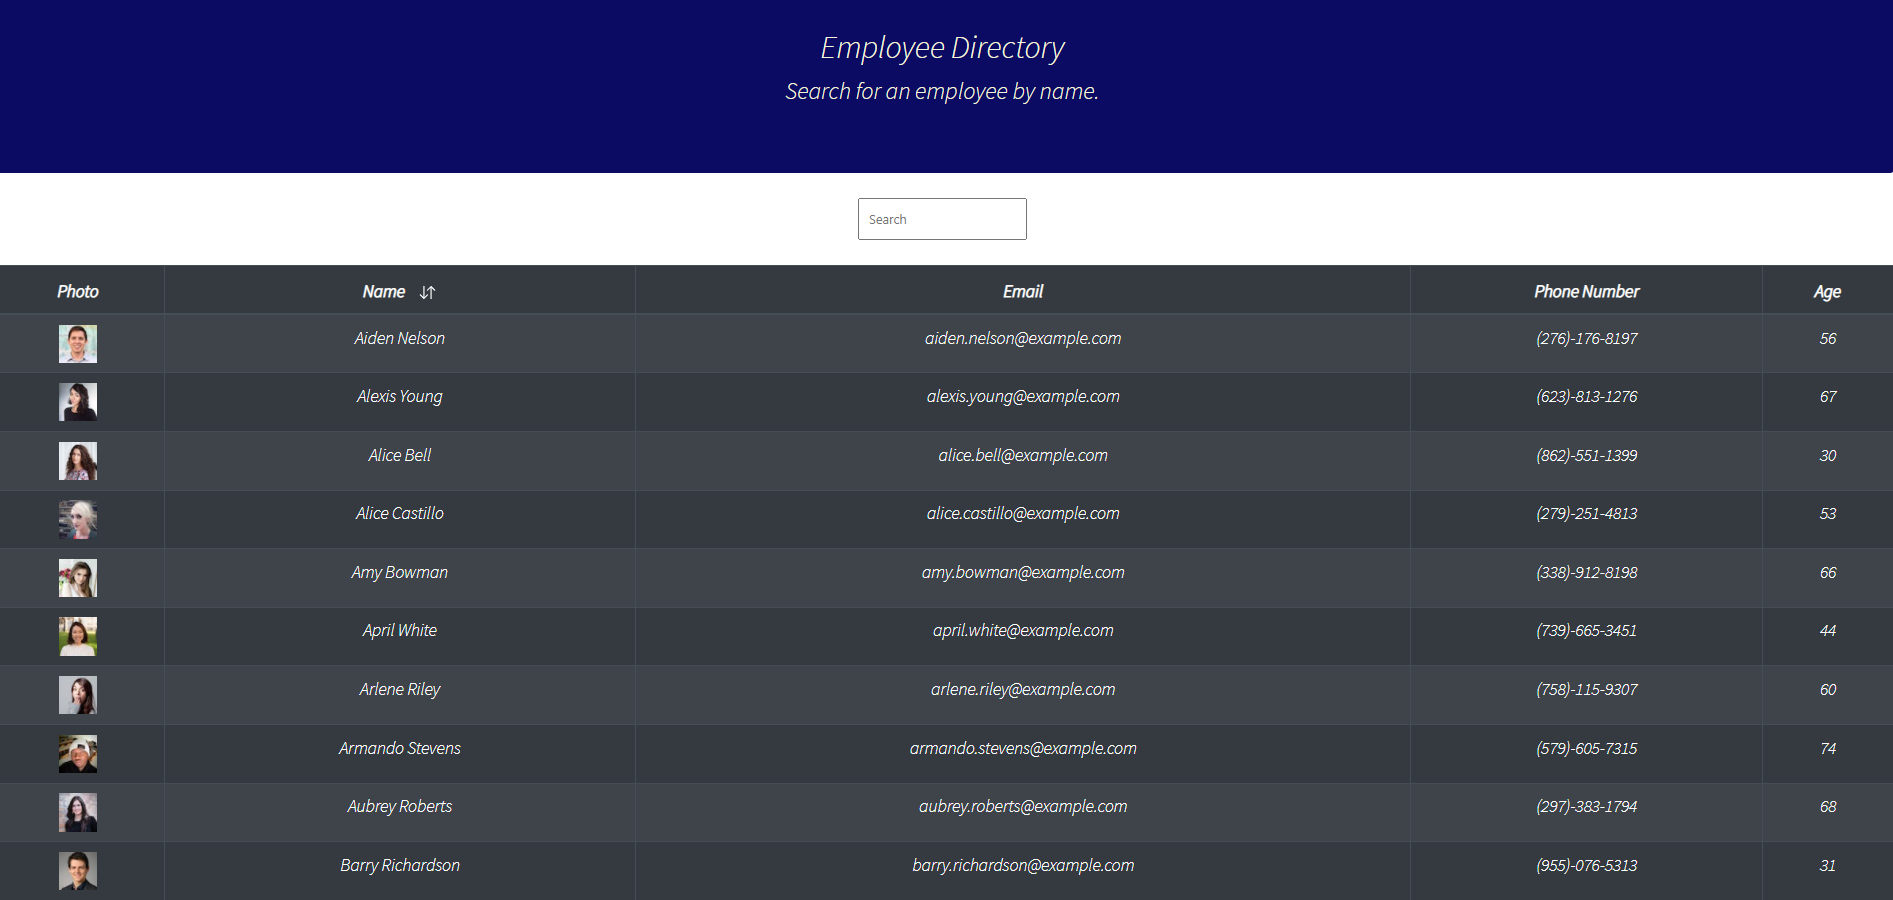 Employee Directory
Search for an employee by name.
Search
Photo Name Email Phone Number Age
Aiden Nelson aiden.nelson@example.com (276)-176-8197 56
Alexis Young alexis.young@example.com (623)-813-1276 67
Alice Bell alice.bell@example.com (862)-551-1399 30
Alice Castillo alice.castillo@example.com (279)-251-4813 53
Amy Bowman amy.bowman@example.com (338)-912-8198 66
April White april.white@example.com (739)-665-3451 44
Arlene Riley arlene.riley@example.com (758)-115-9307 60
Armando Stevens armando.stevens@example.com (579)-605-7315 74
Aubrey Roberts aubrey.roberts@example.com (297)-383-1794 68
Barry Richardson barry.richardson@example.com (955)-076-5313 31